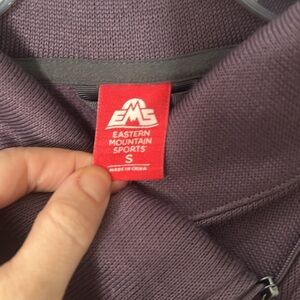 EMS
EASTERN
MOUNTAIN
SPORTS
S
MADE IN CHINA